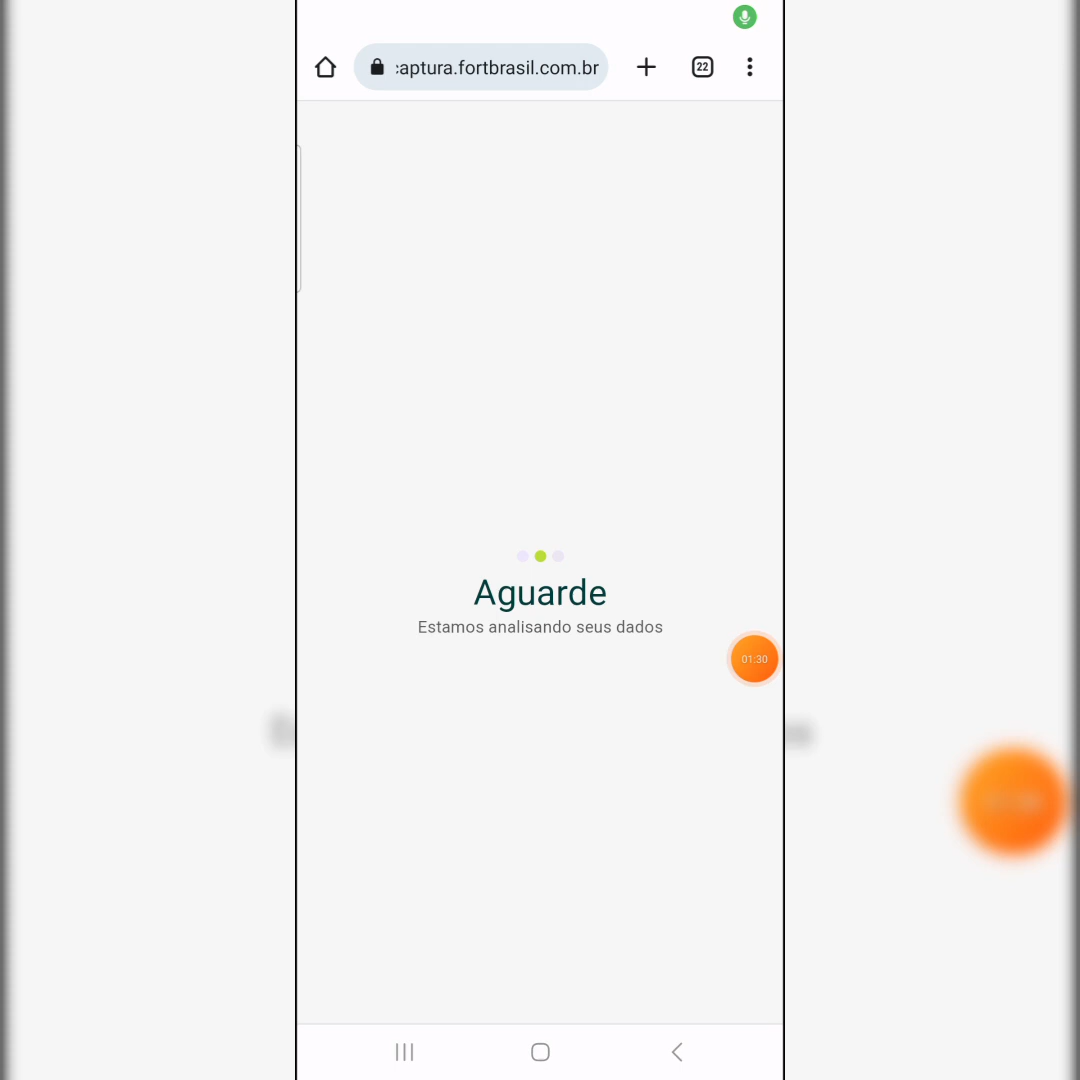 :aptura.fortbrasil.com.br
22
Aguarde
Estamos analisando seus dados
01:30